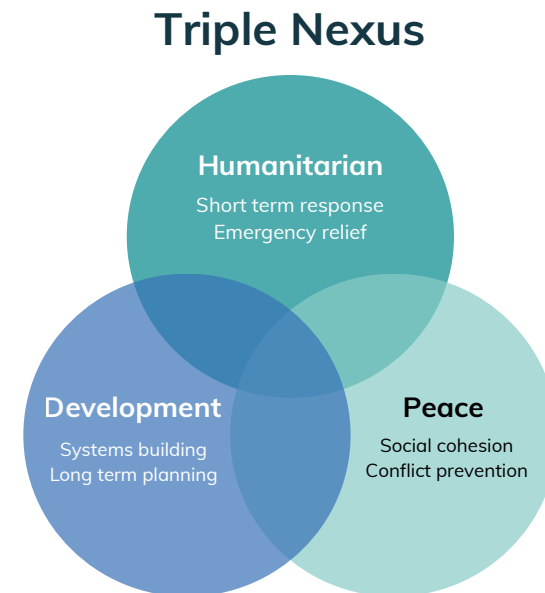 Triple Nexus
Humanitarian
Short term response
Emergency relief
Development
Systems building
Long term planning
Peace
Social cohesion
Conflict prevention